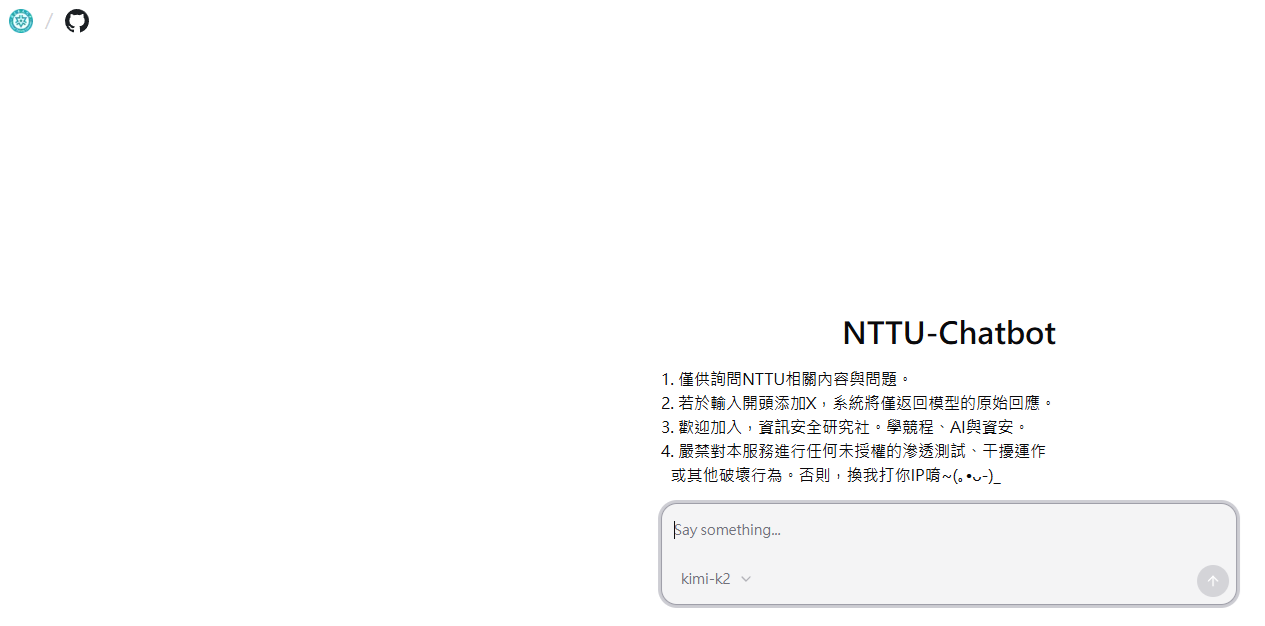 /
NTTU-Chatbot
1. 僅供詢問NTTU相關內容與問題。
2. 若於輸入開頭添加X，系統將僅返回模型的原始回應。
3. 歡迎加入，資訊安全研究社。學競程、AI與資安。
4. 嚴禁對本服務進行任何未授權的滲透測試、干擾運作
或其他破壞行為。否則，換我打你IP唷~(｡•ᴗ-)_
Say something...
kimi-k2